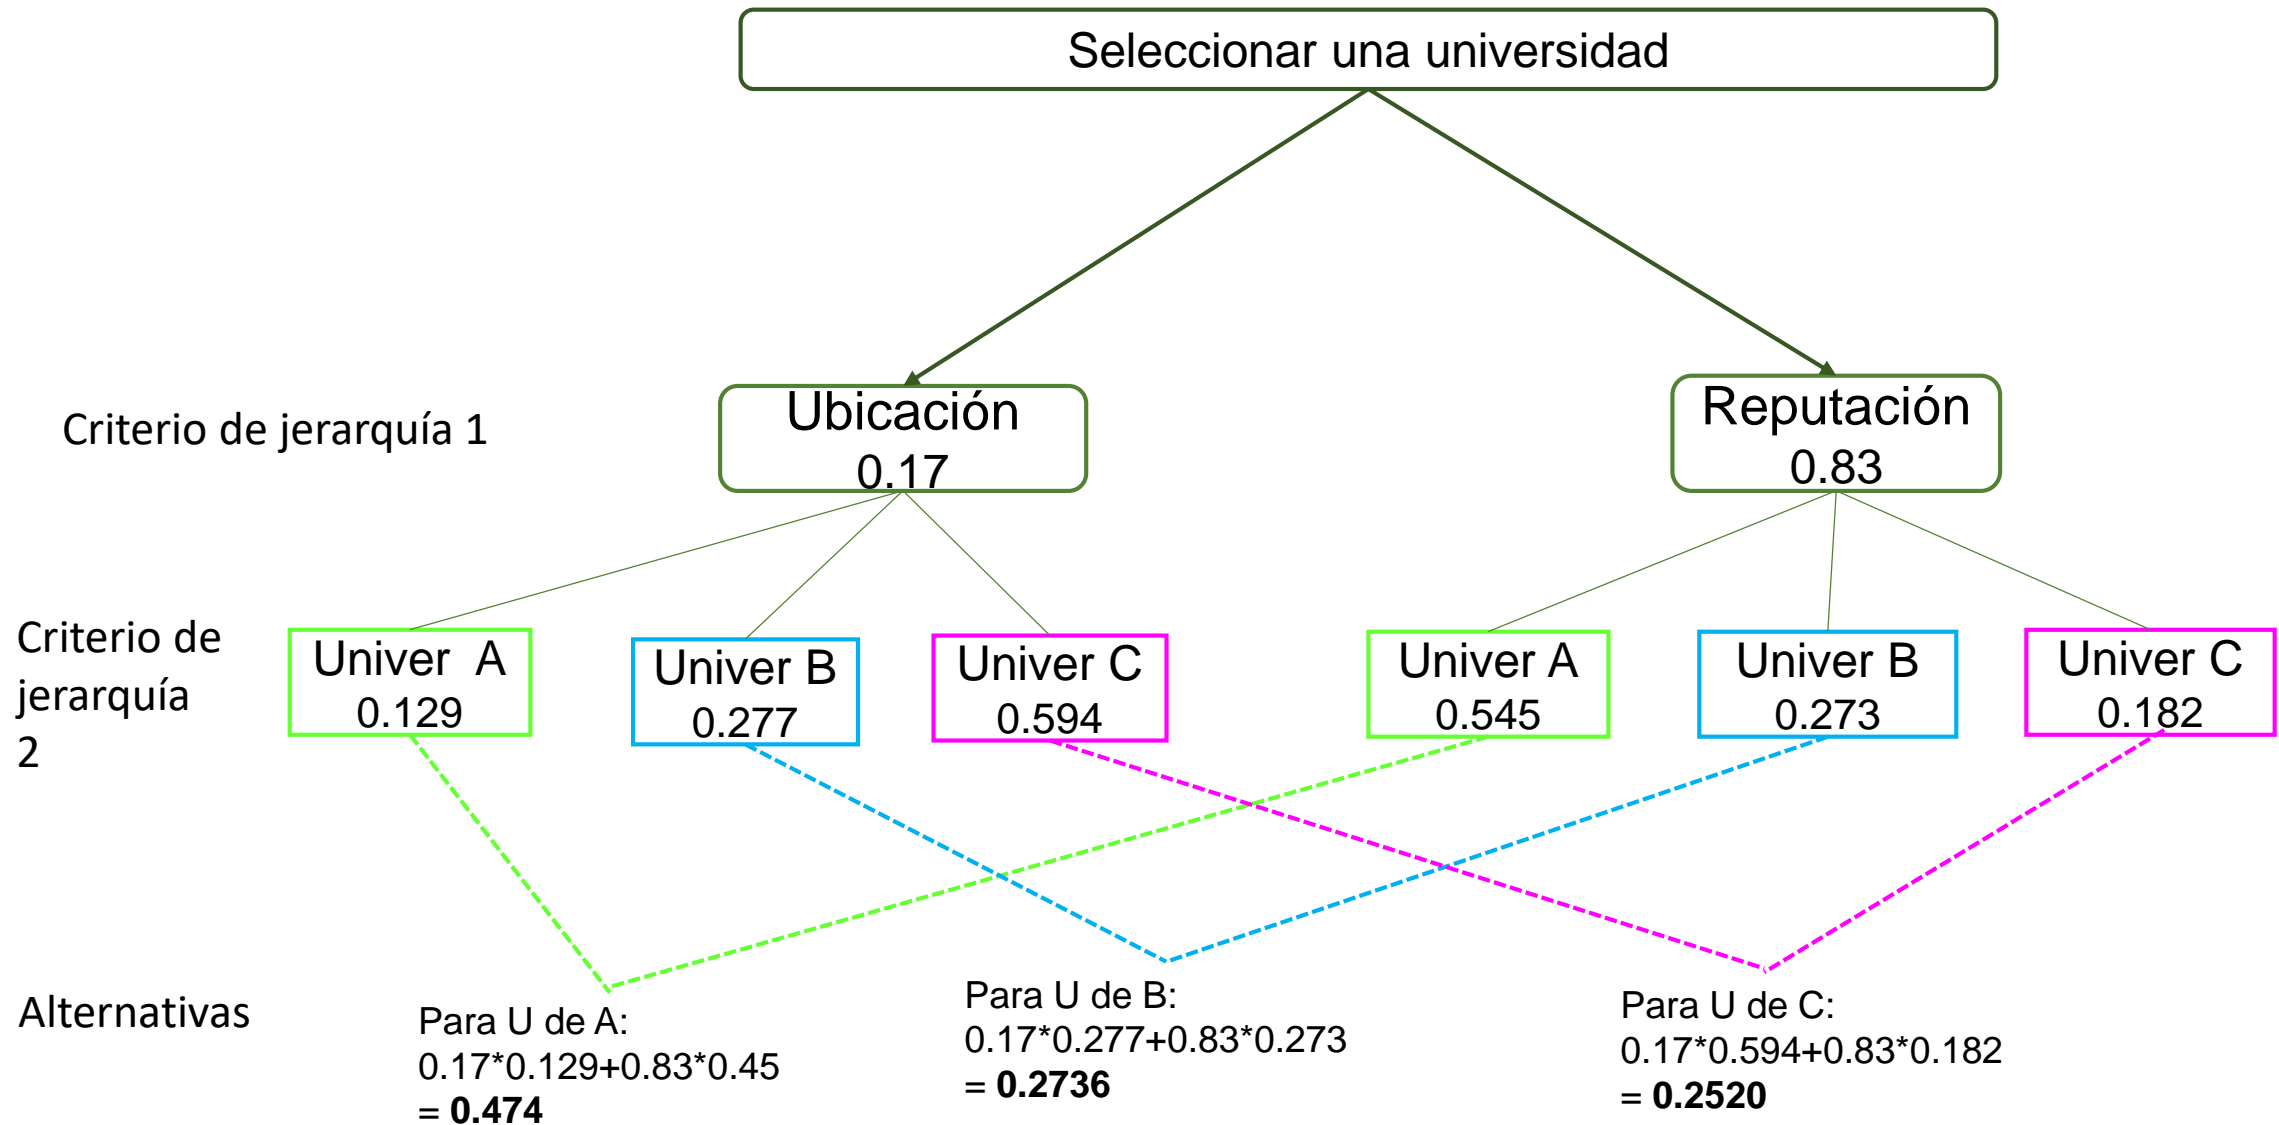 Seleccionar una universidad
Criterio de jerarquía 1
Ubicación
0.17
Reputación
0.83
Criterio de
jerarquía
2
Univer A
0.129
Univer B
0.277
Univer C
0.594
Univer A
0.545
Univer B
0.273
Univer C
0.182
Alternativas
Para U de A:
0.17*0.129+0.83*0.45
= 0.474
Para U de B:
0.17*0.277+0.83*0.273
= 0.2736
Para U de C:
0.17*0.594+0.83*0.182
= 0.2520